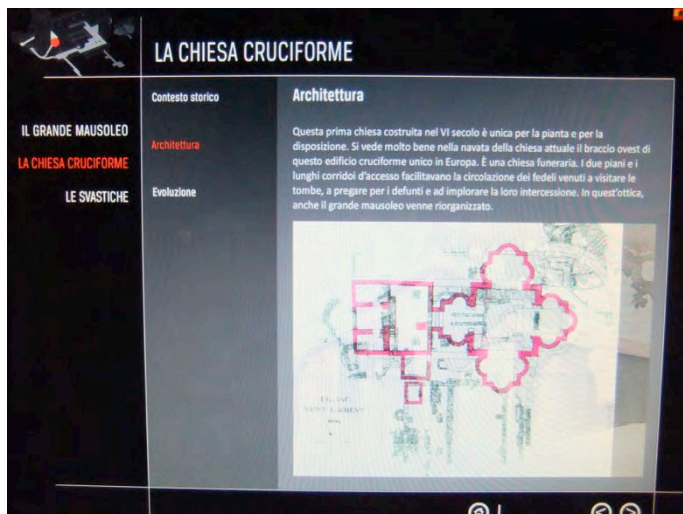 LA CHIESA CRUCIFORME
IL GRANDE MAUSOLEO
LA CHIESA CRUCIFORME
LE SVASTICHE
Contesto storico
Architettura
Evoluzione
Architettura
Questa prima chiesa costruita nel VI secolo è unica per la pianta e per la
disposizione. Si vede molto bene nella navata della chiesa attuale il braccio ovest di
questo edificio cruciforme unico in Europa. È una chiesa funeraria. I due piani e i
lunghi corridoi d'accesso facilitavano la circolazione dei fedeli venuti a visitare le
tombe, a pregare per i defunti e ad implorare la loro intercessione. In quest'ottica,
anche il grande mausoleo venne riorganizzato.